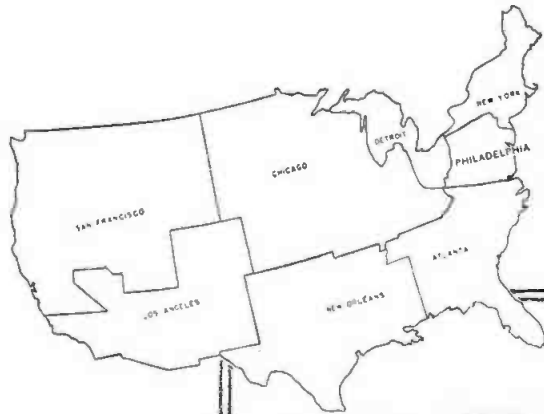 NEW YORK
DETROIT
PHILADELPHIA
CHICAGO
SAN FRANCISCO
ATLANTA
LOS ANGELES
NEW ORLEANS